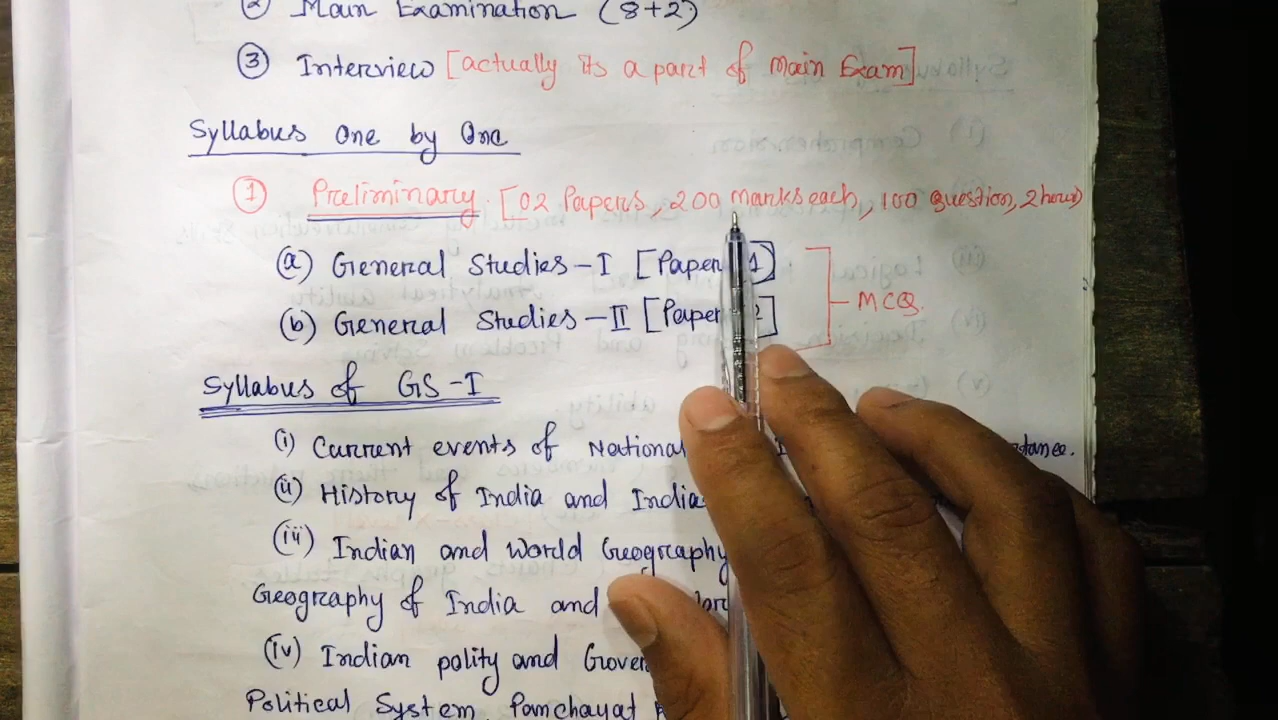 ② Main Examination (8+2)
③ Interview [actually its a part of Main Exam]
Syllabus One by One
① Preliminary. [02 Papers, 200 marks each, 100 question, 2 hour)
(a) General Studies-I [Paper 1]
(b) General Studies-II [Paper 2]
MCQ.
Syllabus of GS-I
(i) Current events of National
(ii) History of India and India
(iii) Indian and World Geography
Geography of India and
(iv) Indian polity and
Political System, Panchayat